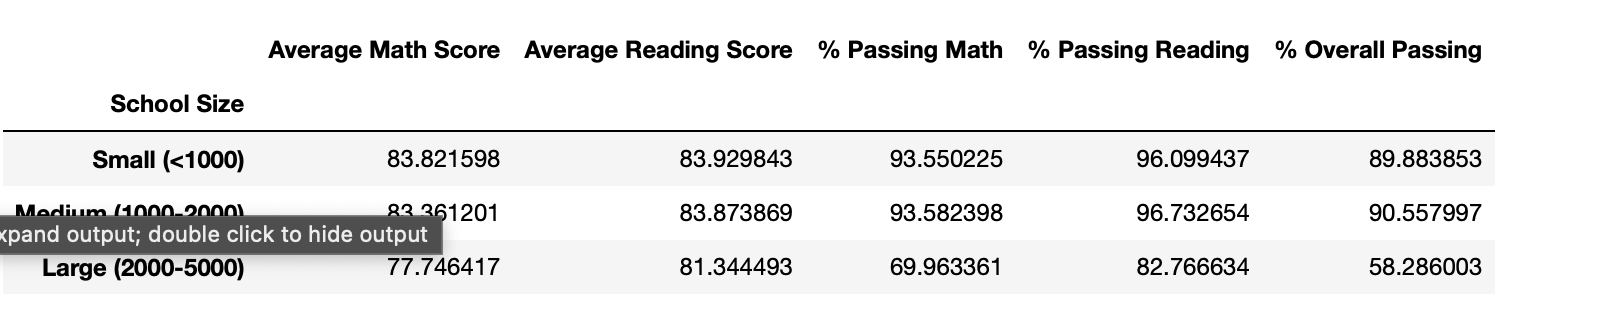 Average Math Score Average Reading Score % Passing Math % Passing Reading % Overall Passing
School Size
Small (<1000) 83.821598 83.929843 93.550225 96.099437 89.883853
Medium (1000-2000) 83.361201 83.873869 93.582398 96.732654 90.557997
xpand output; double click to hide output
Large (2000-5000) 77.746417 81.344493 69.963361 82.766634 58.286003